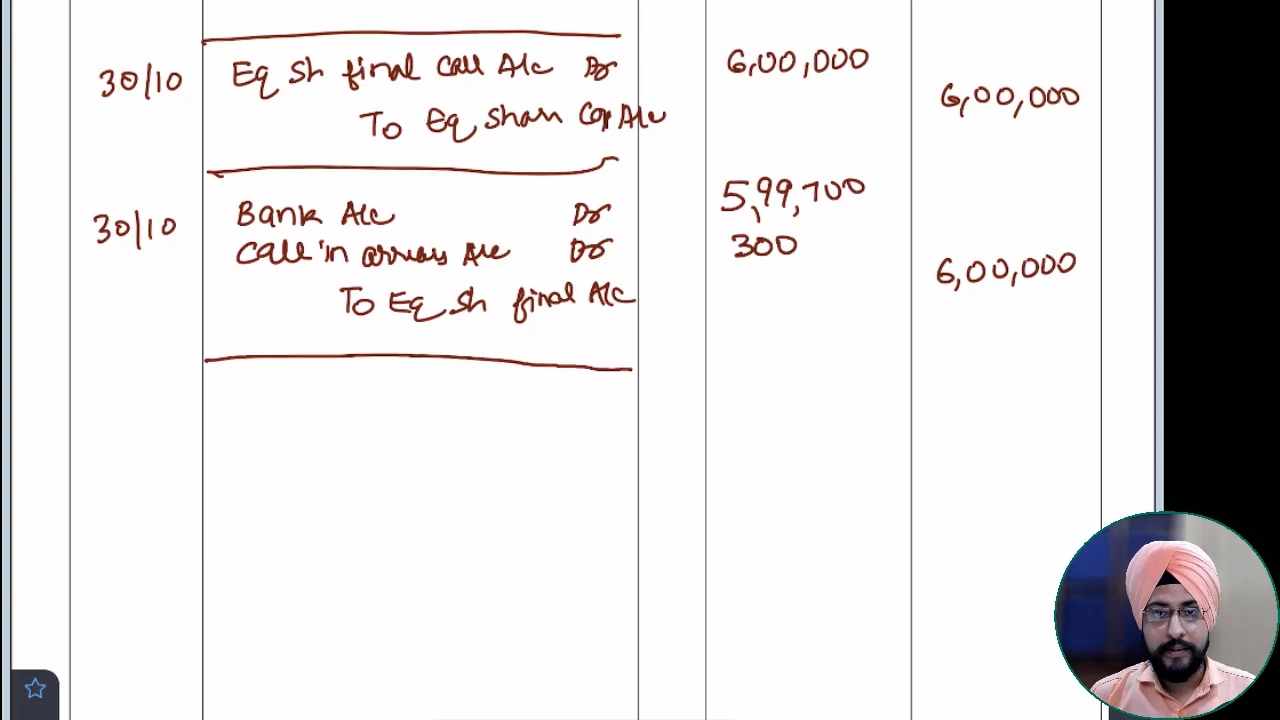 30/10 Eq Sh final Call A/c Dr 6,00,000
To Eq Share Cap A/c 6,00,000
30/10 Bank A/c Dr 5,99,700
Call in arrears A/c Dr 300
To Eq Sh final A/c 6,00,000